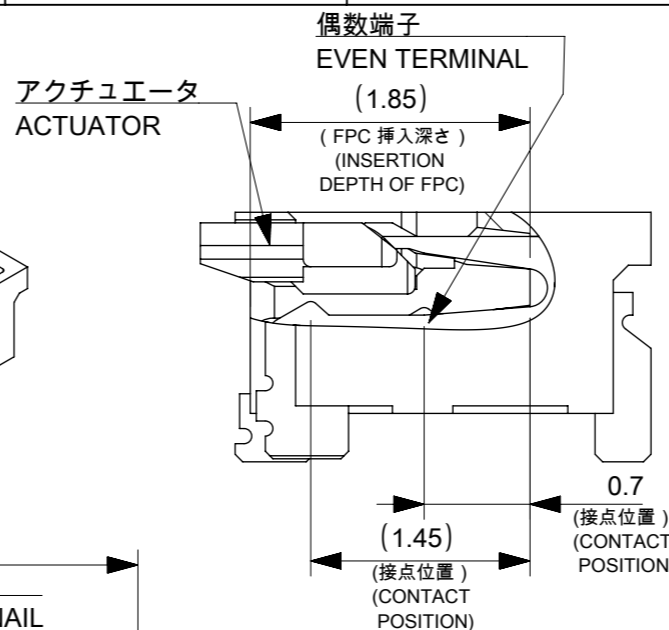 偶数端子
EVEN TERMINAL
アクチュエータ
ACTUATOR
(1.85)
( FPC 挿入深さ )
(INSERTION
DEPTH OF FPC)
0.7
(接点位置 )
(CONTACT
POSITION
(1.45)
(接点位置 )
(CONTACT
POSITION)
NAIL